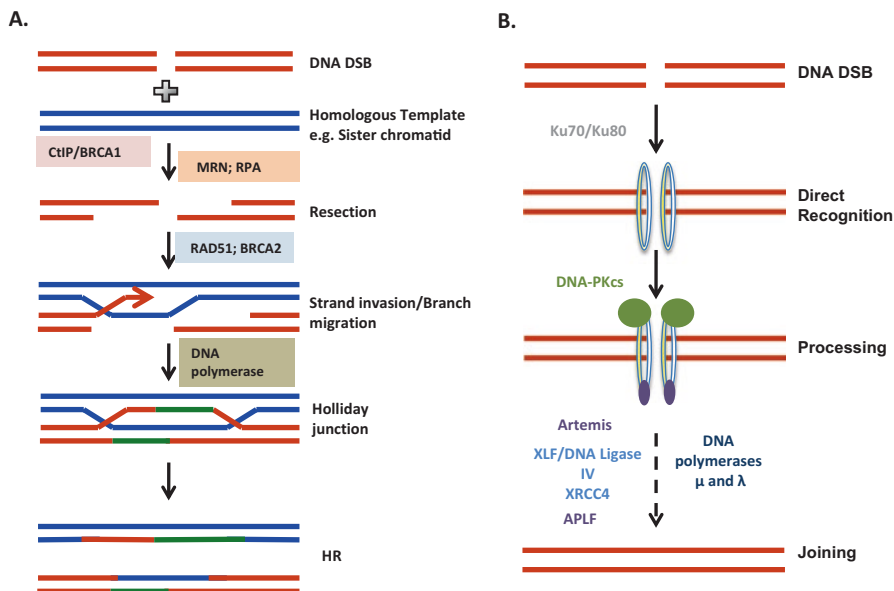 A.
DNA DSB
Homologous Template
e.g. Sister chromatid
CtIP/BRCA1
MRN; RPA
Resection
RAD51; BRCA2
Strand invasion/Branch
migration
DNA
polymerase
Holliday
junction
HR
B.
DNA DSB
Ku70/Ku80
Direct
Recognition
DNA-PKcs
Processing
Artemis
XLF/DNA Ligase
IV
XRCC4
APLF
DNA
polymerases
μ and λ
Joining